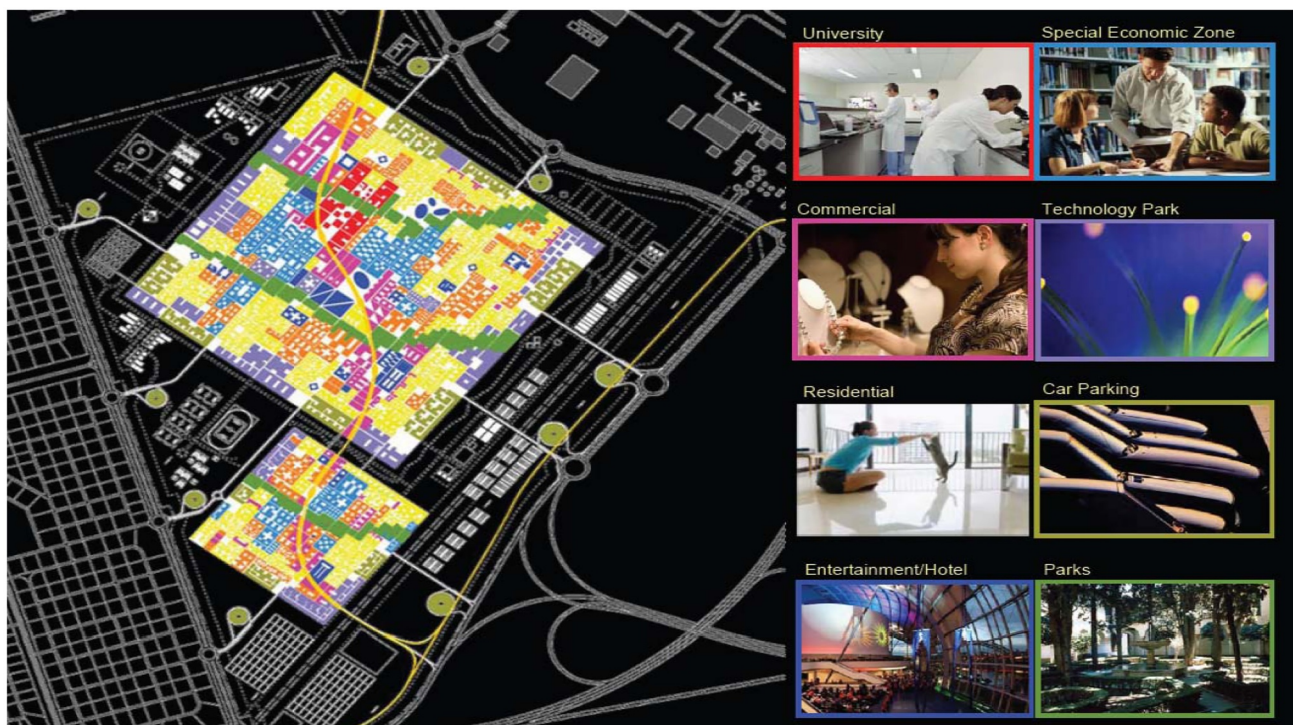 University
Special Economic Zone
Commercial
Technology Park
Residential
Car Parking
Entertainment/Hotel
Parks